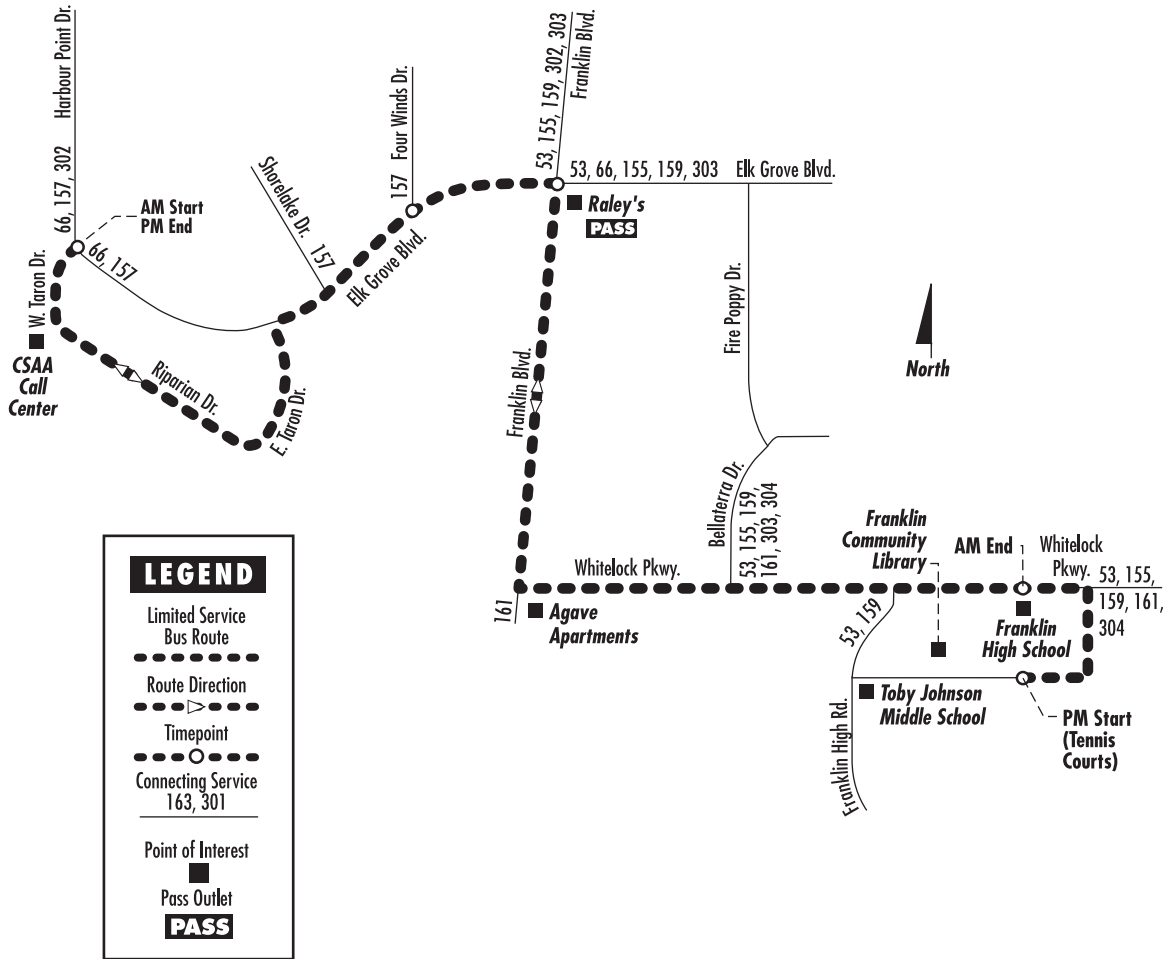 Harbour Point Dr.
66, 157, 302
AM Start
PM End
66, 157
W. Taron Dr.
CSAA
Call
Center
Riparian Dr.
E. Taron Dr.
Shorelake Dr.
157
157
Four Winds Dr.
Elk Grove Blvd.
53, 155, 159, 302, 303
Franklin Blvd.
53, 66, 155, 159, 303
Elk Grove Blvd.
Raley's
PASS
Franklin Blvd.
Fire Poppy Dr.
North
Bellaterra Dr.
53, 155, 159,
161, 303, 304
Whitelock Pkwy.
161
Agave
Apartments
Franklin
Community
Library
AM End
Whitelock
Pkwy.
53, 155,
159, 161,
304
53, 159
Franklin
High School
Toby Johnson
Middle School
Franklin High Rd.
PM Start
(Tennis
Courts)
LEGEND
Limited Service
Bus Route
Route Direction
Timepoint
Connecting Service
163, 301
Point of Interest
Pass Outlet
PASS